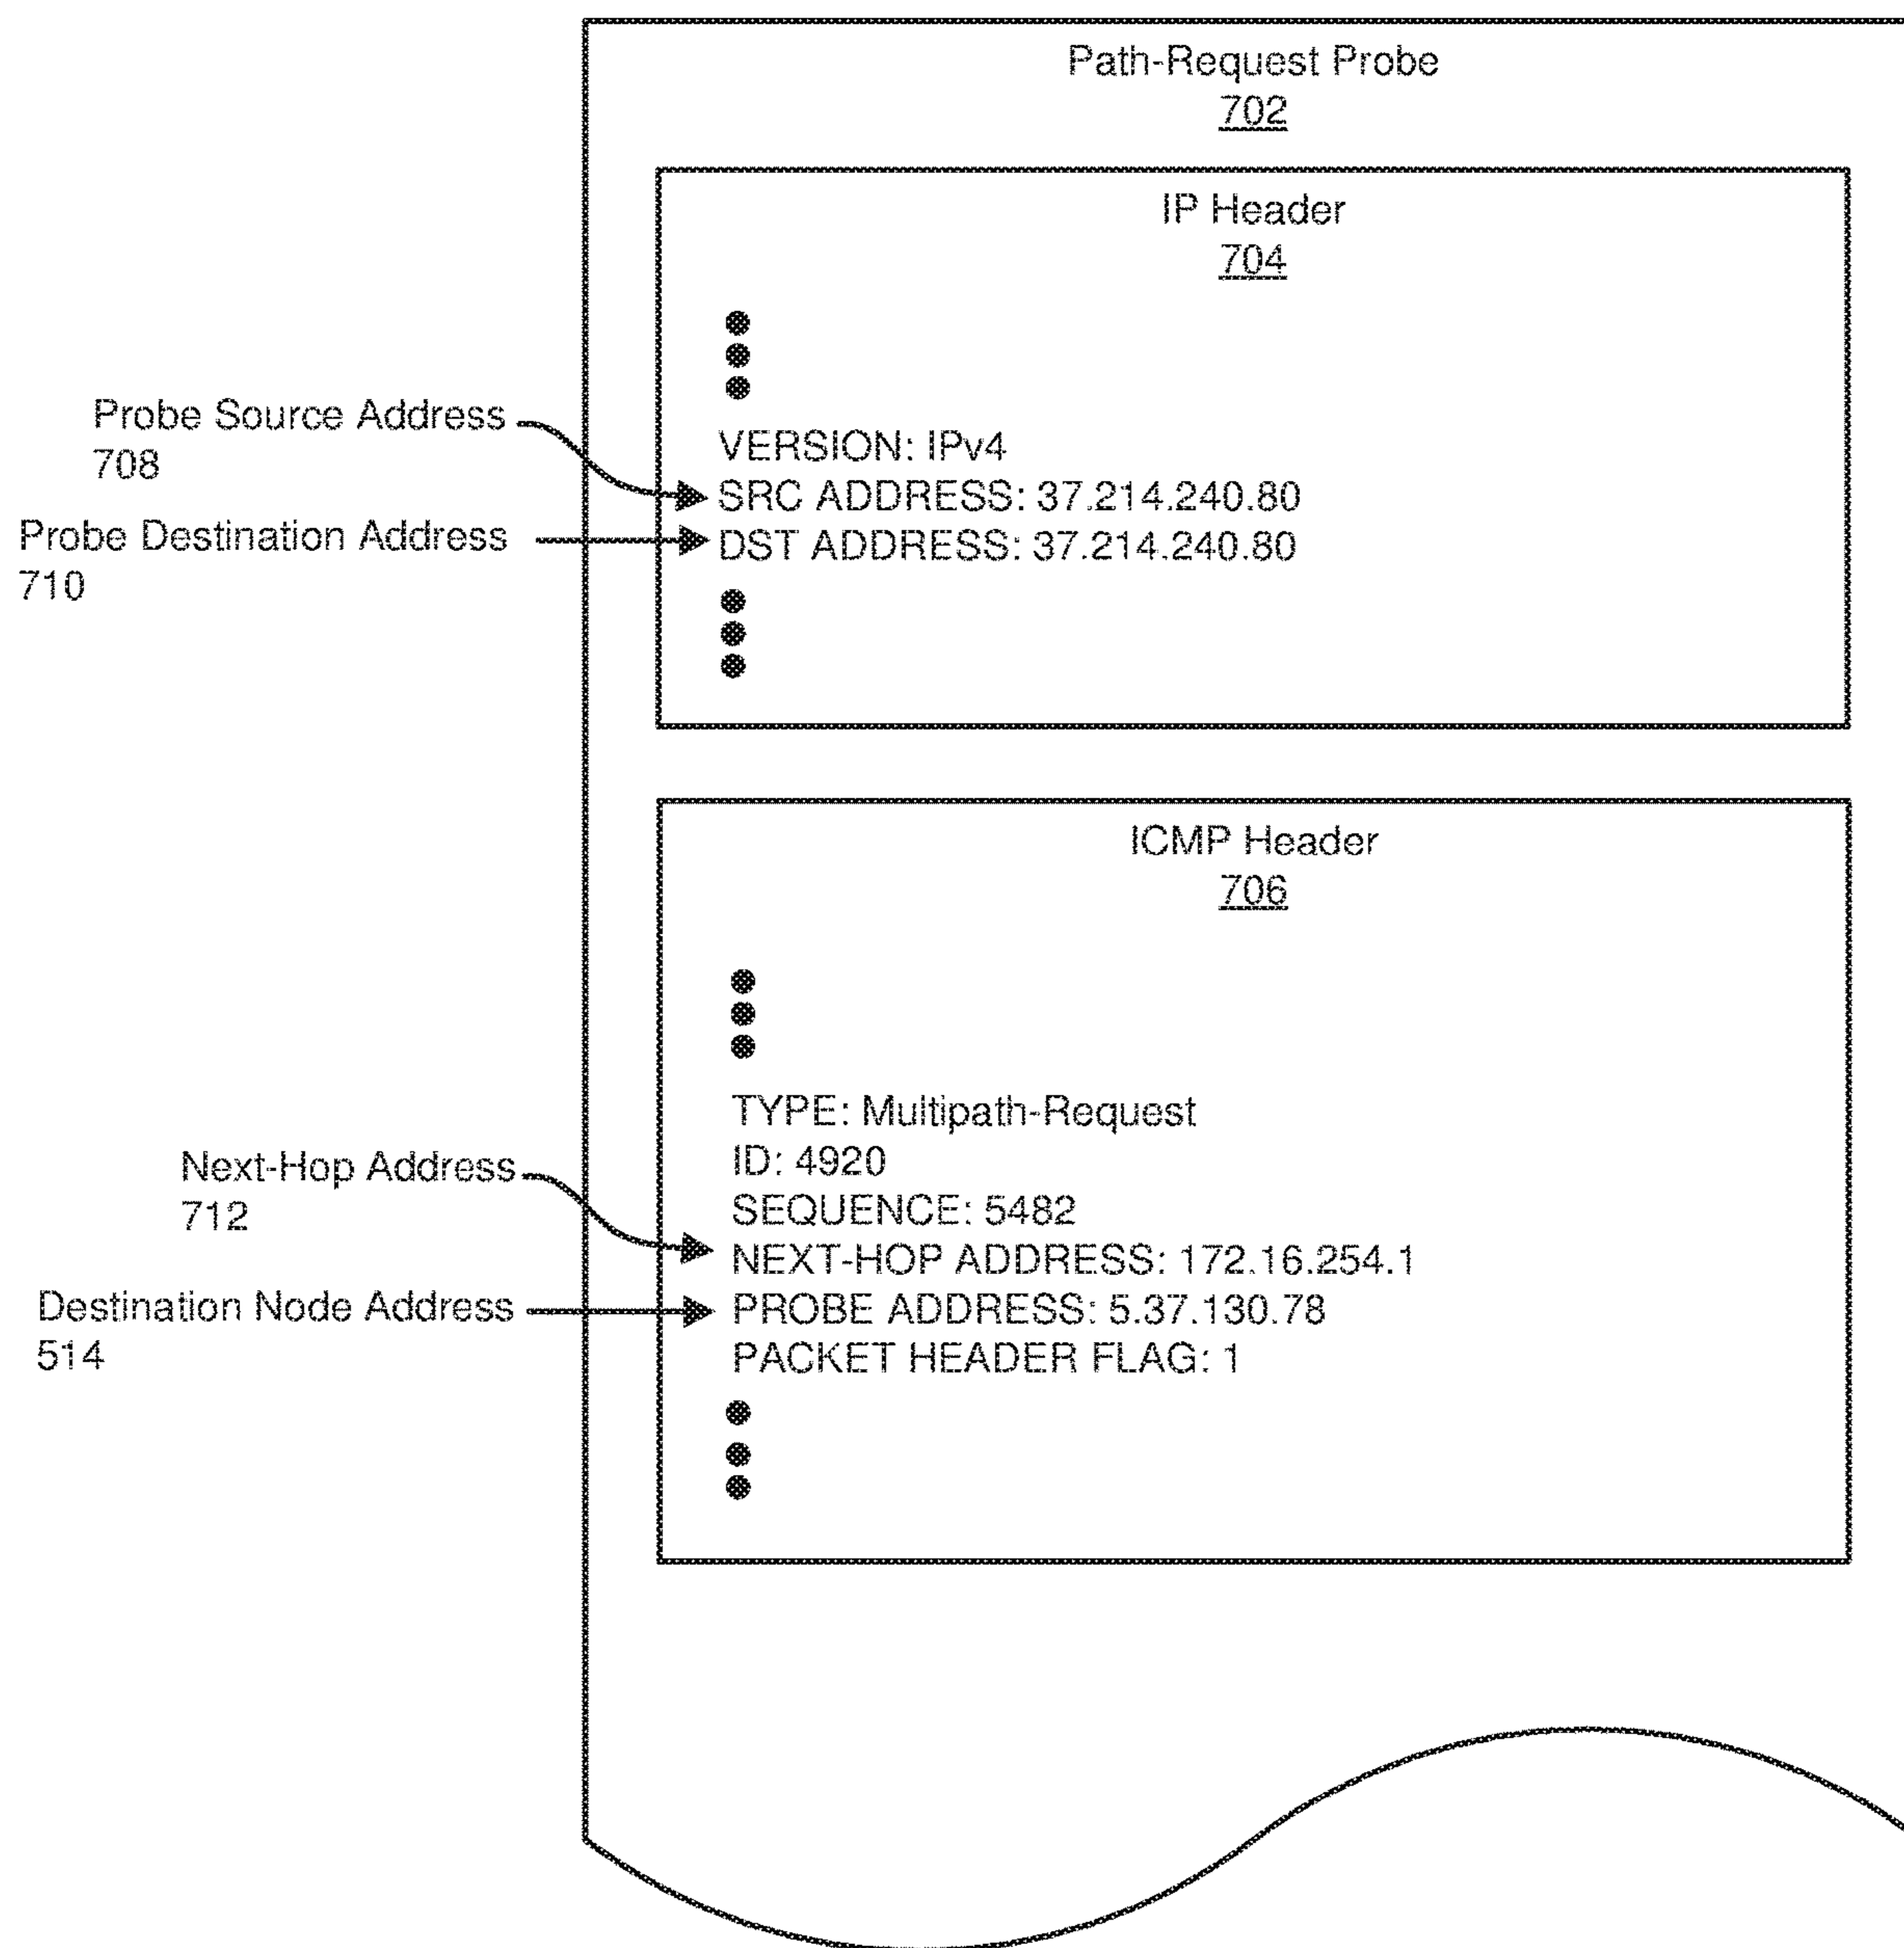 Path-Request Probe
702
IP Header
704
Probe Source Address
708
Probe Destination Address
710
VERSION: IPv4
SRC ADDRESS: 37.214.240.80
DST ADDRESS: 37.214.240.80
ICMP Header
706
Next-Hop Address
712
Destination Node Address
514
TYPE: Multipath-Request
ID: 4920
SEQUENCE: 5482
NEXT-HOP ADDRESS: 172.16.254.1
PROBE ADDRESS: 5.37.130.78
PACKET HEADER FLAG: 1